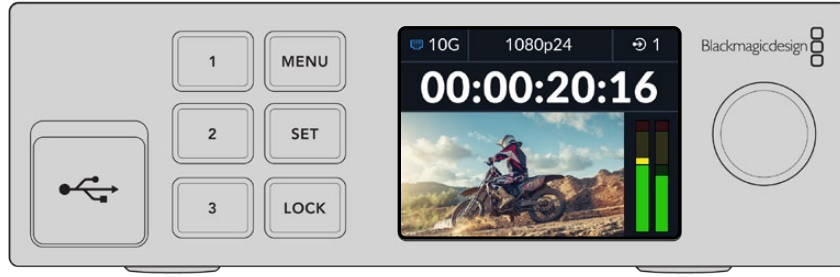 1
MENU
2
SET
3
LOCK
10G
1080p24
1
00:00:20:16
Blackmagicdesign